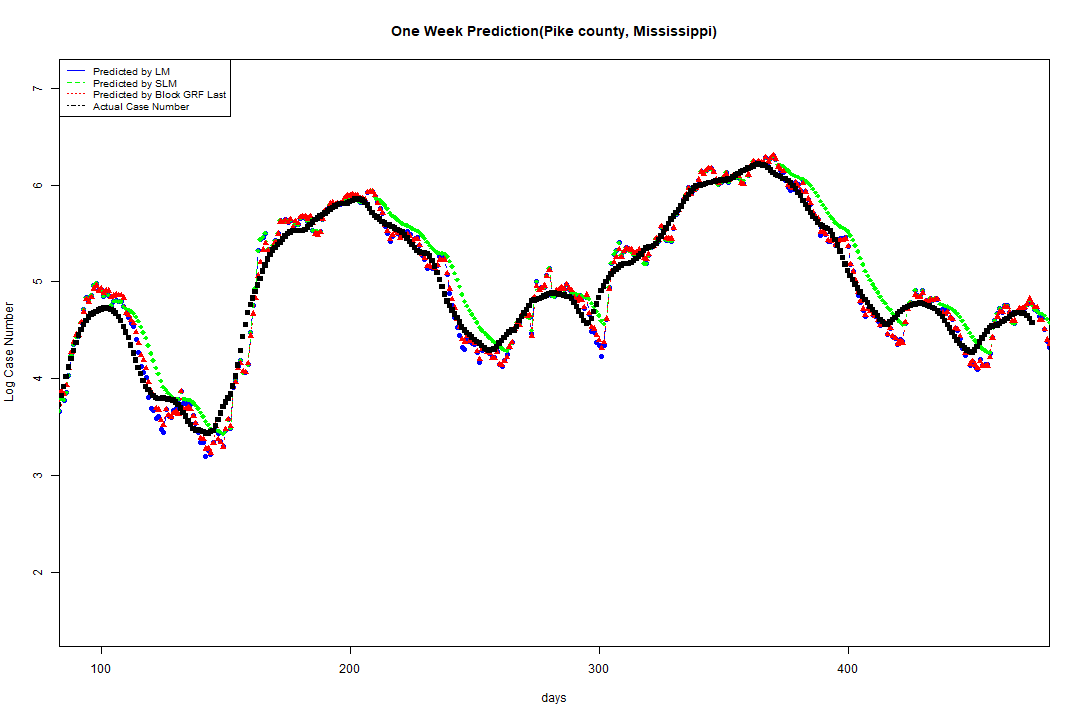 One Week Prediction(Pike county, Mississippi)
Predicted by LM
Predicted by SLM
Predicted by Block GRF Last
Actual Case Number
7
6
5
4
3
2
Log Case Number
100 200 300 400
days